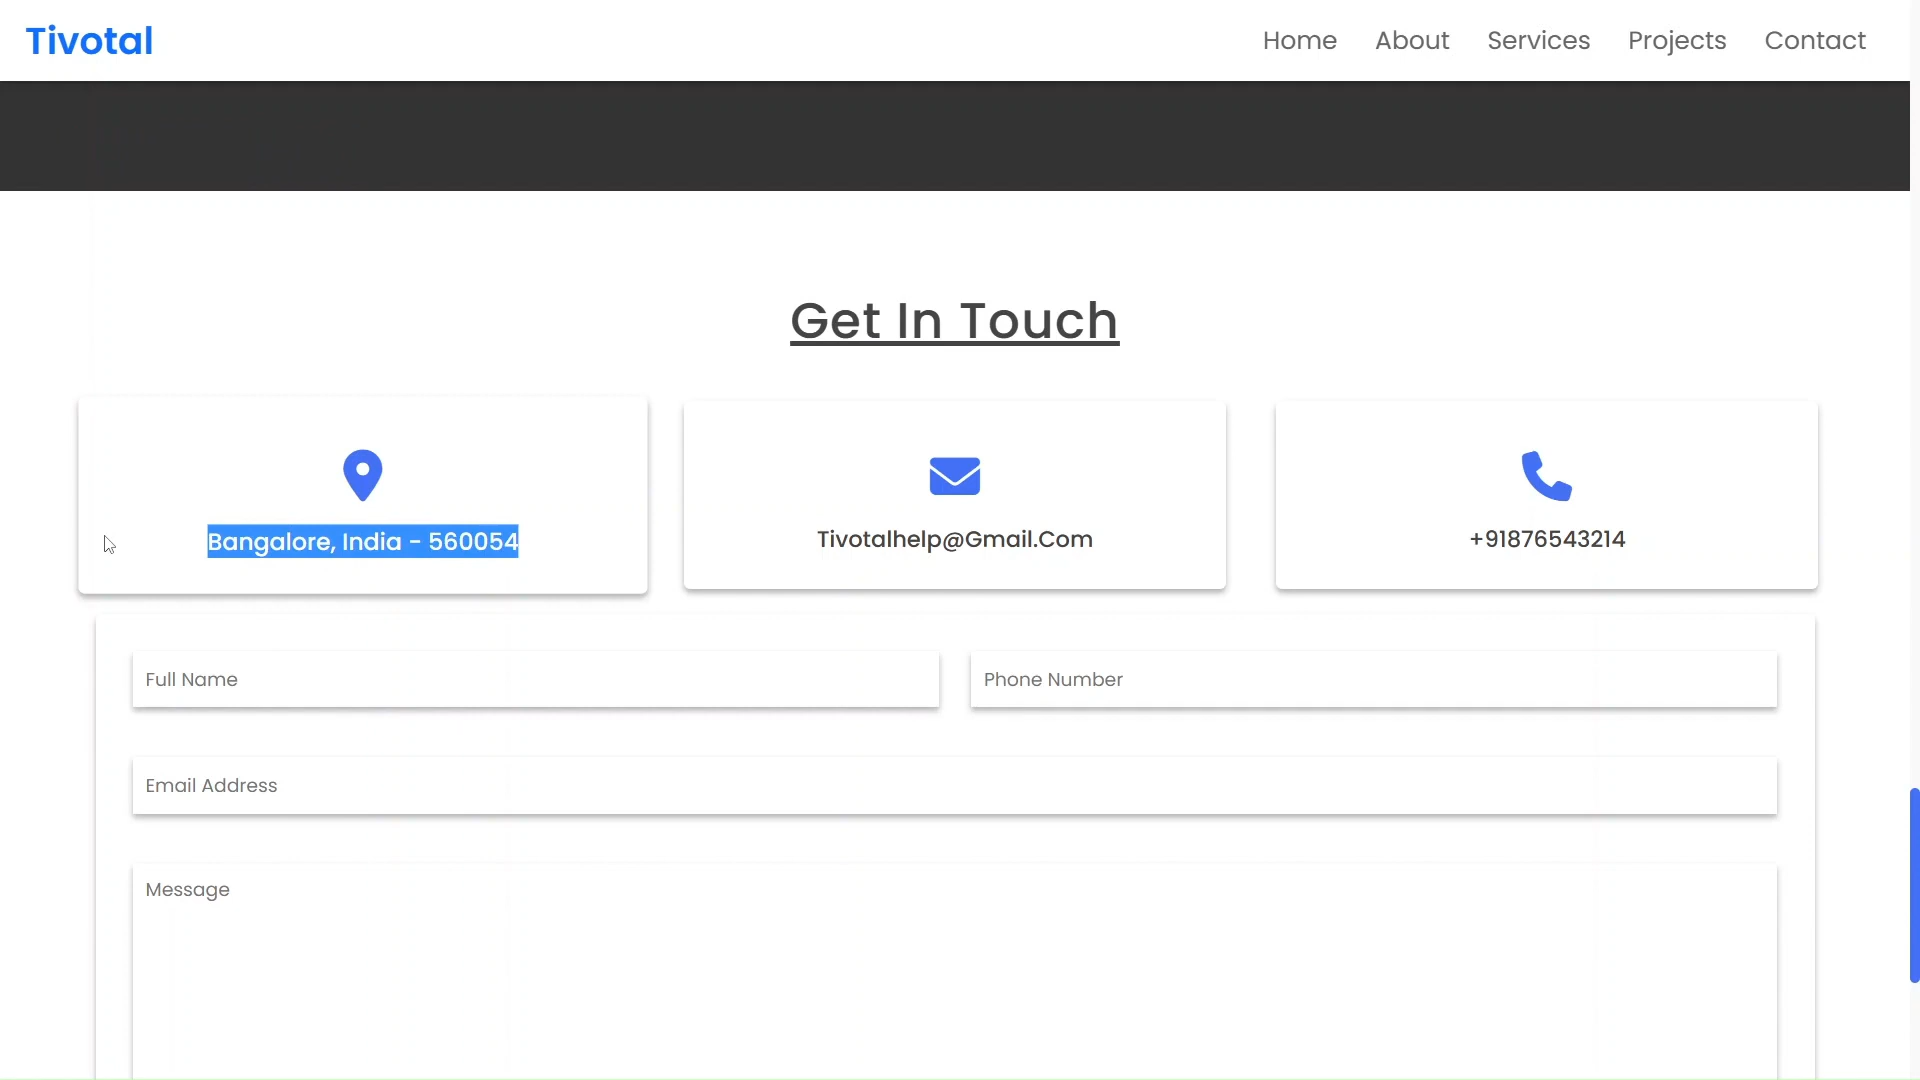 Tivotal
Home About Services Projects Contact
Get In Touch
Bangalore, India - 560054
Tivotalhelp@Gmail.Com
+91876543214
Full Name
Phone Number
Email Address
Message